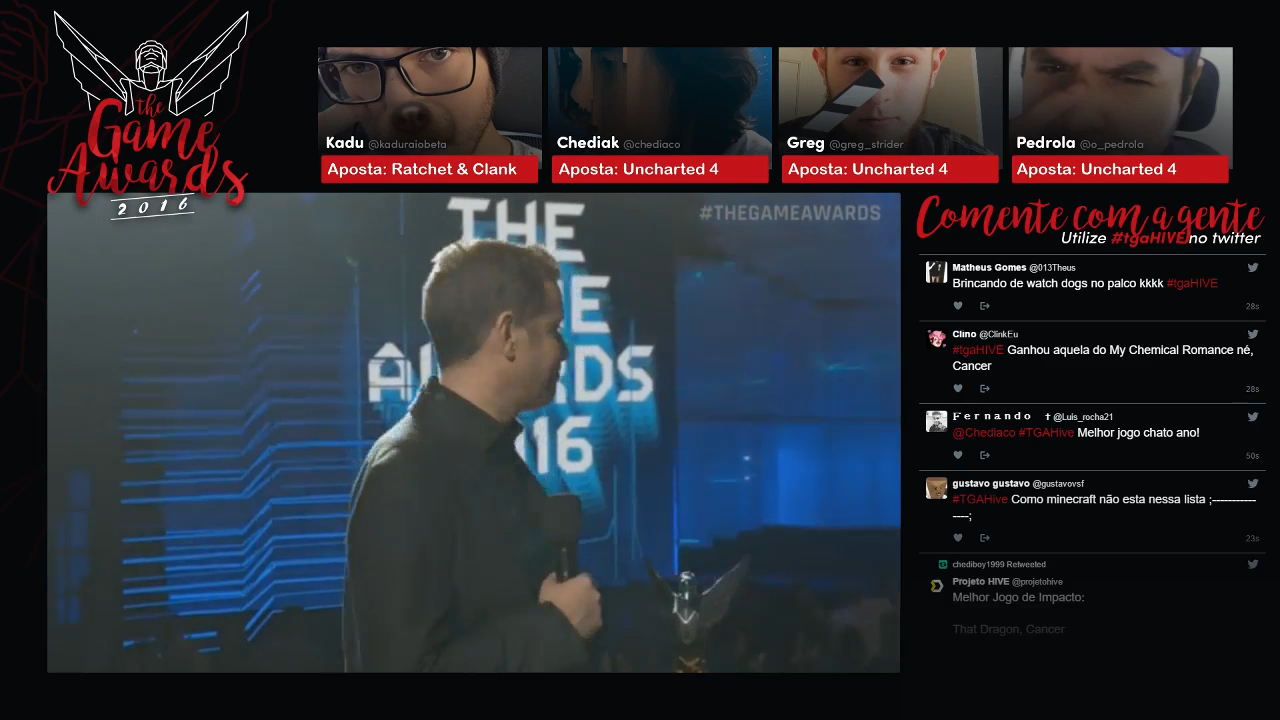 the
Game
Awards
2016
Kadu @kaduraiobeta
Aposta: Ratchet & Clank
Chediak @chediaco
Aposta: Uncharted 4
Greg @greg_strider
Aposta: Uncharted 4
Pedrola @o_pedrola
Aposta: Uncharted 4
#THEGAMEAWARDS
THE
E
A RDS
16
Comente com a gente
Utilize #tgaHIVE no twitter
Matheus Gomes @013Theus
Brincando de watch dogs no palco kkkk #tgaHIVE
28s
Clino @ClinkEu
#tgaHIVE Ganhou aquela do My Chemical Romance né,
Cancer
28s
Fernando ✝ @Luis_rocha21
@Chediaco #TGAHive Melhor jogo chato ano!
50s
gustavo gustavo @gustavovsf
#TGAHive Como minecraft não esta nessa lista ;-----------
----;
23s
chediboy1999 Retweeted
Projeto HIVE @projetohive
Melhor Jogo de Impacto:
That Dragon, Cancer